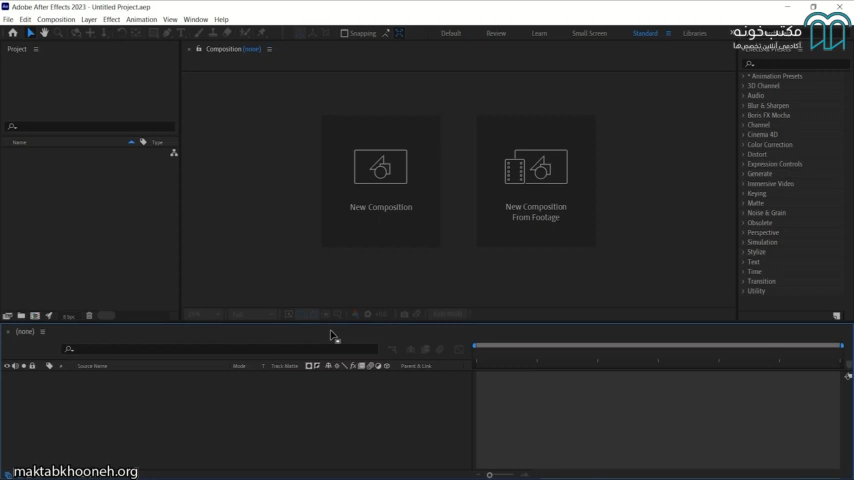 Adobe After Effects 2023 - Untitled Project.aep
File Edit Composition Layer Effect Animation View Window Help
Snapping Default Review Learn Small Screen Standard Libraries
مکتب‌خونه
آکادمی آنلاین تخصص‌ها
Project
Composition (none)
Name Type
New Composition
New Composition
From Footage
* Animation Presets
3D Channel
Audio
Blur & Sharpen
Boris FX Mocha
Channel
Cinema 4D
Color Correction
Distort
Expression Controls
Generate
Immersive Video
Keying
Matte
Noise & Grain
Obsolete
Perspective
Simulation
Stylize
Text
Time
Transition
Utility
8 bpc
(none)
# Source Name Mode T Track Matte Parent & Link
maktabkhooneh.org